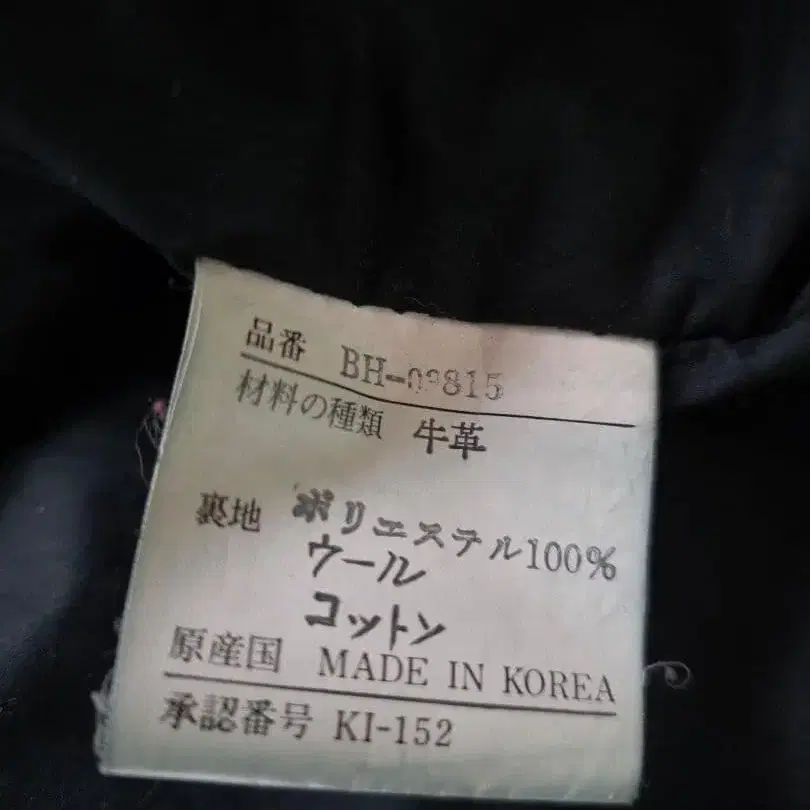 品番 BH-09815
材料の種類 牛革
裏地 ポリエステル100%
ウール
コットン
原産国 MADE IN KOREA
承認番号 KI-152